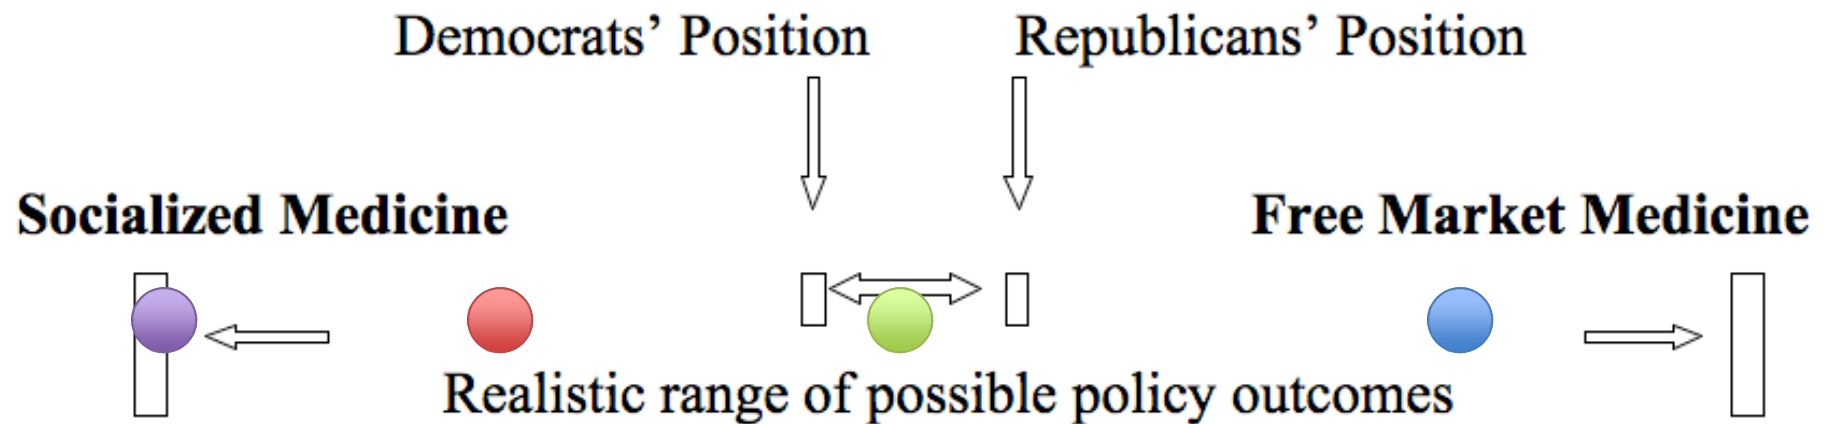 Democrats’ Position
Republicans’ Position
Socialized Medicine
Free Market Medicine
Realistic range of possible policy outcomes